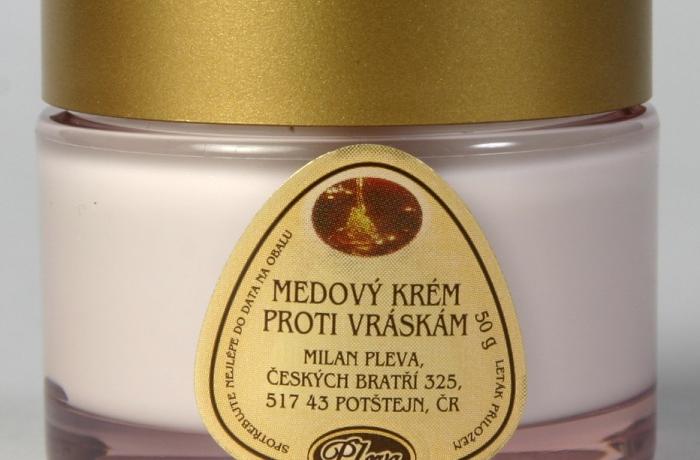 MEDOVÝ KRÉM
PROTI VRÁSKÁM
50 g
MILAN PLEVA,
ČESKÝCH BRATŘÍ 325,
517 43 POTŠTEJN, ČR
SPOTŘEBUJTE NEJLÉPE DO DATA NA OBALU
LETÁK PŘILOŽEN
Pleva